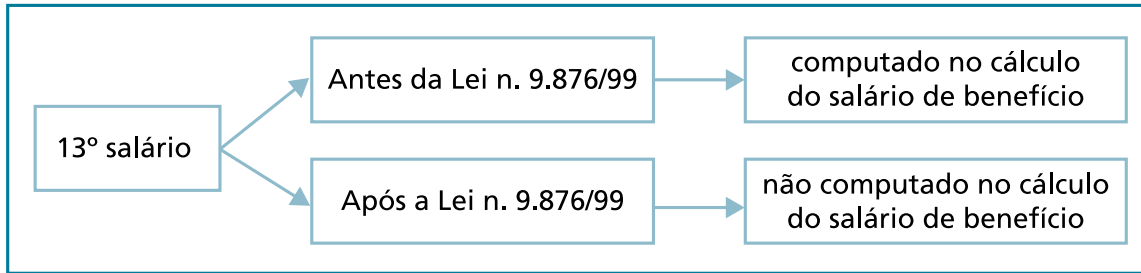 13º salário
Antes da Lei n. 9.876/99
computado no cálculo
do salário de benefício
Após a Lei n. 9.876/99
não computado no cálculo
do salário de benefício